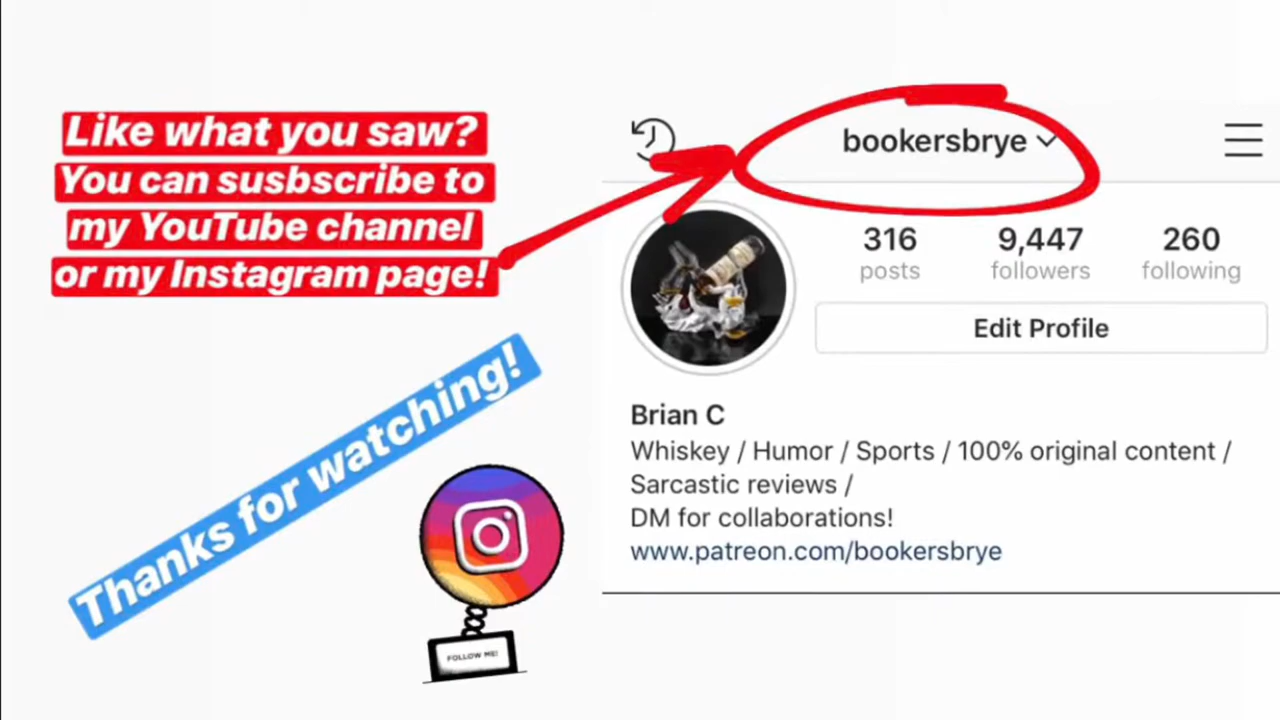 Like what you saw?
You can susbscribe to
my YouTube channel
or my Instagram page!
Thanks for watching!
FOLLOW ME!
bookersbrye
316 9,447 260
posts followers following
Edit Profile
Brian C
Whiskey / Humor / Sports / 100% original content /
Sarcastic reviews /
DM for collaborations!
www.patreon.com/bookersbrye